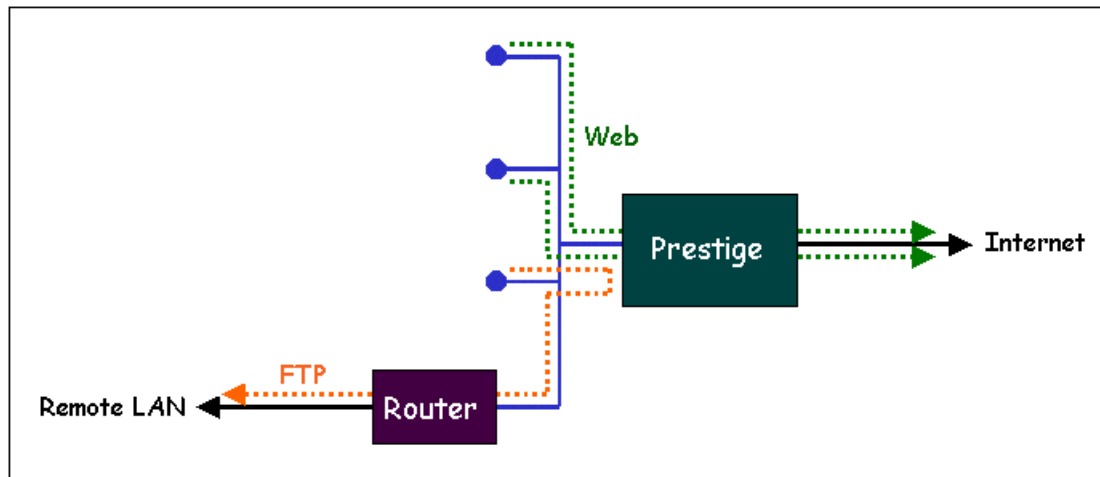 Web
Prestige
Internet
FTP
Remote LAN
Router